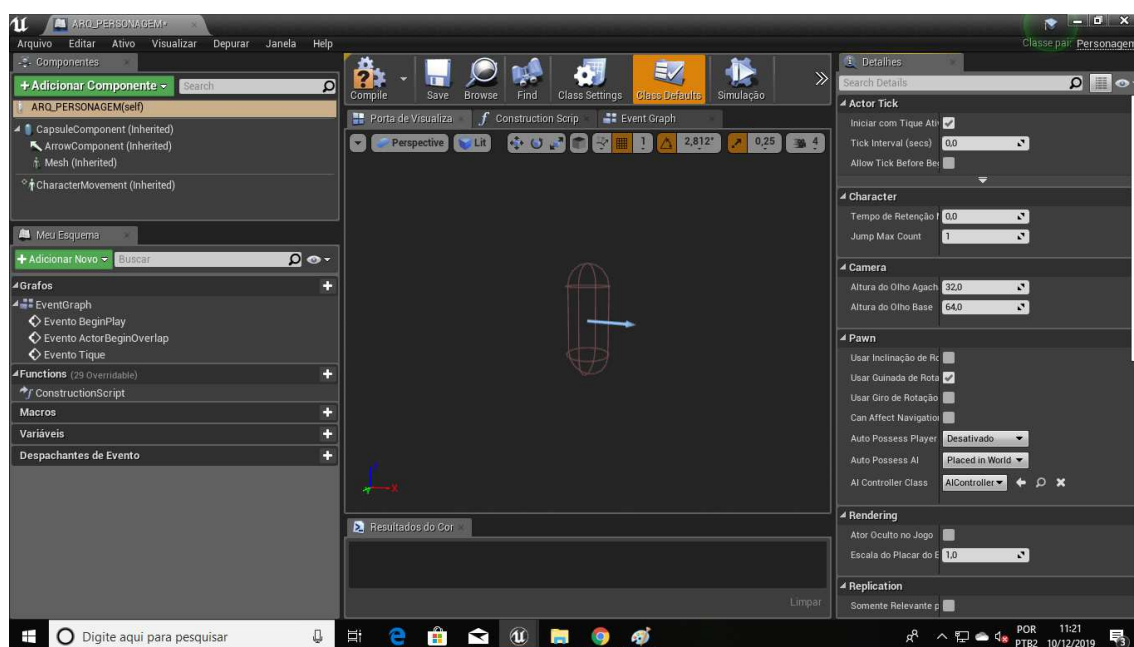 ARQ_PERSONAGEM*
Arquivo Editar Ativo Visualizar Depurar Janela Help
Classe pai: Personagem
Componentes
+Adicionar Componente Search
ARQ_PERSONAGEM(self)
CapsuleComponent (Inherited)
ArrowComponent (Inherited)
Mesh (Inherited)
CharacterMovement (Inherited)
Meu Esquema
+Adicionar Novo Buscar
Grafos
EventGraph
Evento BeginPlay
Evento ActorBeginOverlap
Evento Tique
Functions (29 Overridable)
ConstructionScript
Macros
Variáveis
Despachantes de Evento
Compile Save Browse Find Class Settings Class Defaults Simulação
Porta de Visualiza Construction Scrip Event Graph
Perspective Lit 1 2,812° 0,25 4
X
Resultados do Cor
Limpar
Detalhes
Search Details
Actor Tick
Iniciar com Tique Ati
Tick Interval (secs) 0,0
Allow Tick Before Be
Character
Tempo de Retenção 0,0
Jump Max Count 1
Camera
Altura do Olho Agach 32,0
Altura do Olho Base 64,0
Pawn
Usar Inclinação de Ro
Usar Guinada de Rota
Usar Giro de Rotação
Can Affect Navigation
Auto Possess Player Desativado
Auto Possess AI Placed in World
AI Controller Class AIController
Rendering
Ator Oculto no Jogo
Escala do Placar do E 1,0
Replication
Somente Relevante p
Digite aqui para pesquisar
POR 11:21
PTB2 10/12/2019 3